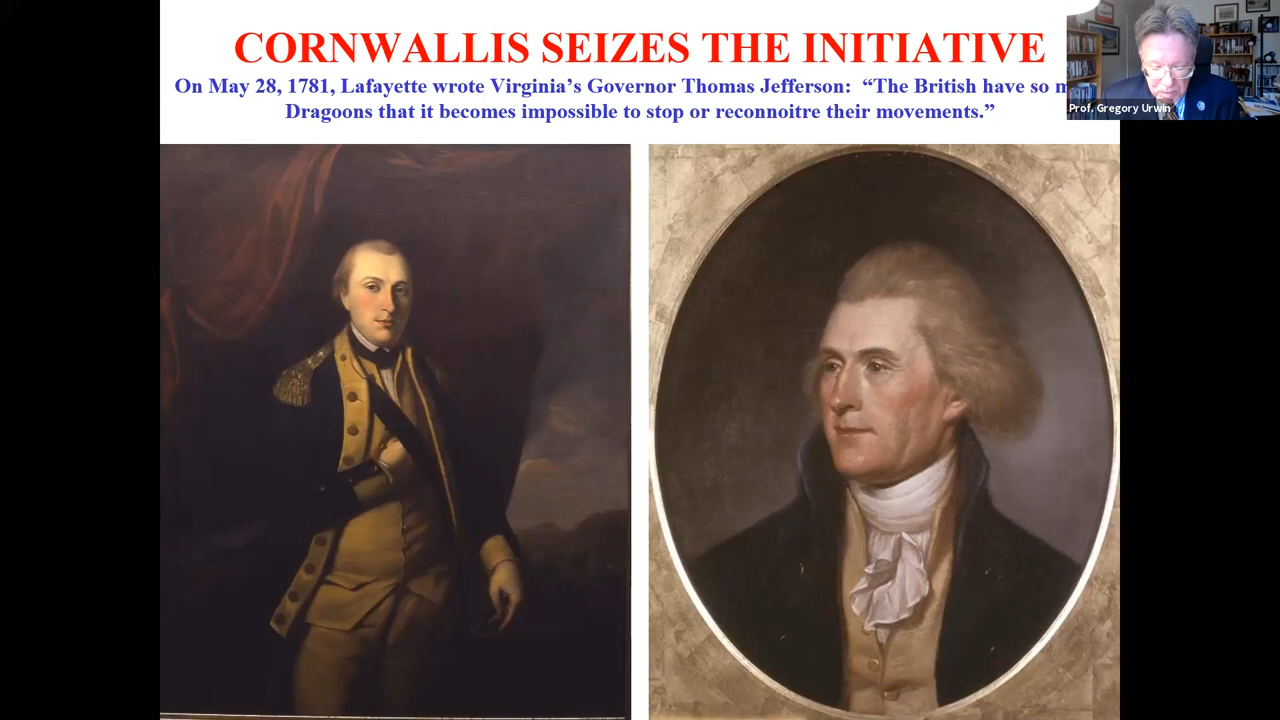 CORNWALLIS SEIZES THE INITIATIVE
On May 28, 1781, Lafayette wrote Virginia’s Governor Thomas Jefferson: “The British have so
Dragoons that it becomes impossible to stop or reconnoitre their movements.”
Prof. Gregory Urwin